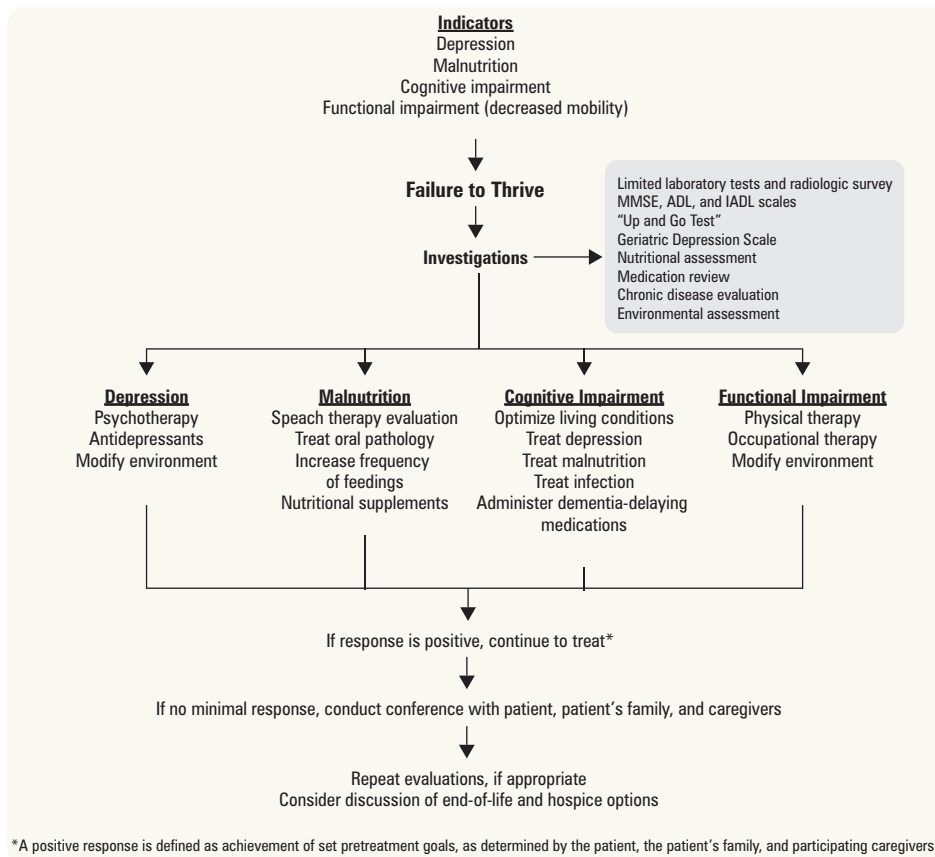 Indicators
Depression
Malnutrition
Cognitive impairment
Functional impairment (decreased mobility)
Failure to Thrive
Investigations
Limited laboratory tests and radiologic survey
MMSE, ADL, and IADL scales
“Up and Go Test”
Geriatric Depression Scale
Nutritional assessment
Medication review
Chronic disease evaluation
Environmental assessment
Depression
Psychotherapy
Antidepressants
Modify environment
Malnutrition
Speach therapy evaluation
Treat oral pathology
Increase frequency
of feedings
Nutritional supplements
Cognitive Impairment
Optimize living conditions
Treat depression
Treat malnutrition
Treat infection
Administer dementia-delaying
medications
Functional Impairment
Physical therapy
Occupational therapy
Modify environment
If response is positive, continue to treat*
If no minimal response, conduct conference with patient, patient’s family, and caregivers
Repeat evaluations, if appropriate
Consider discussion of end-of-life and hospice options
*A positive response is defined as achievement of set pretreatment goals, as determined by the patient, the patient’s family, and participating caregivers